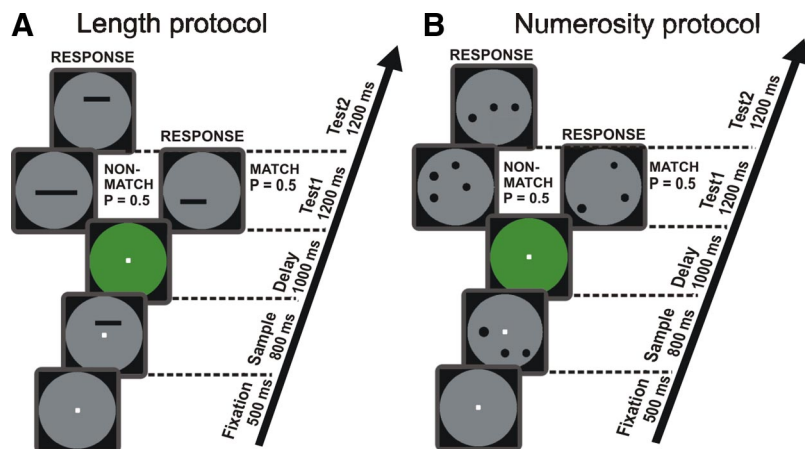 A Length protocol
RESPONSE
RESPONSE
NON-
MATCH
P = 0.5
MATCH
P = 0.5
Test2
1200 ms
Test1
1200 ms
Delay
1000 ms
Sample
800 ms
Fixation
500 ms
B Numerosity protocol
RESPONSE
RESPONSE
NON-
MATCH
P = 0.5
MATCH
P = 0.5
Test2
1200 ms
Test1
1200 ms
Delay
1000 ms
Sample
800 ms
Fixation
500 ms